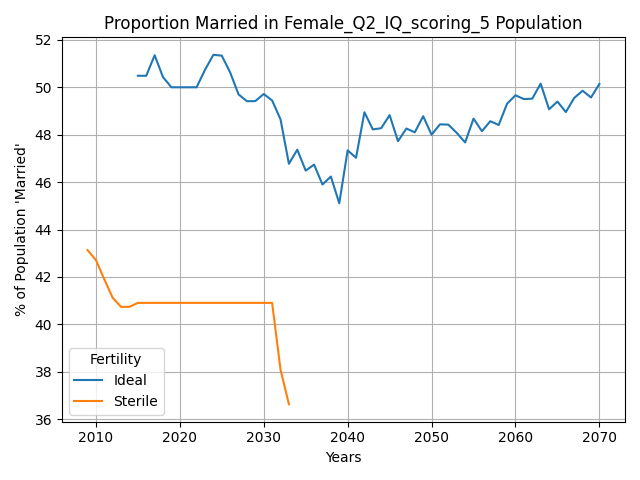 Proportion Married in Female_Q2_IQ_scoring_5 Population
% of Population 'Married'
52
50
48
46
44
42
40
38
36
Fertility
Ideal
Sterile
2010 2020 2030 2040 2050 2060 2070
Years